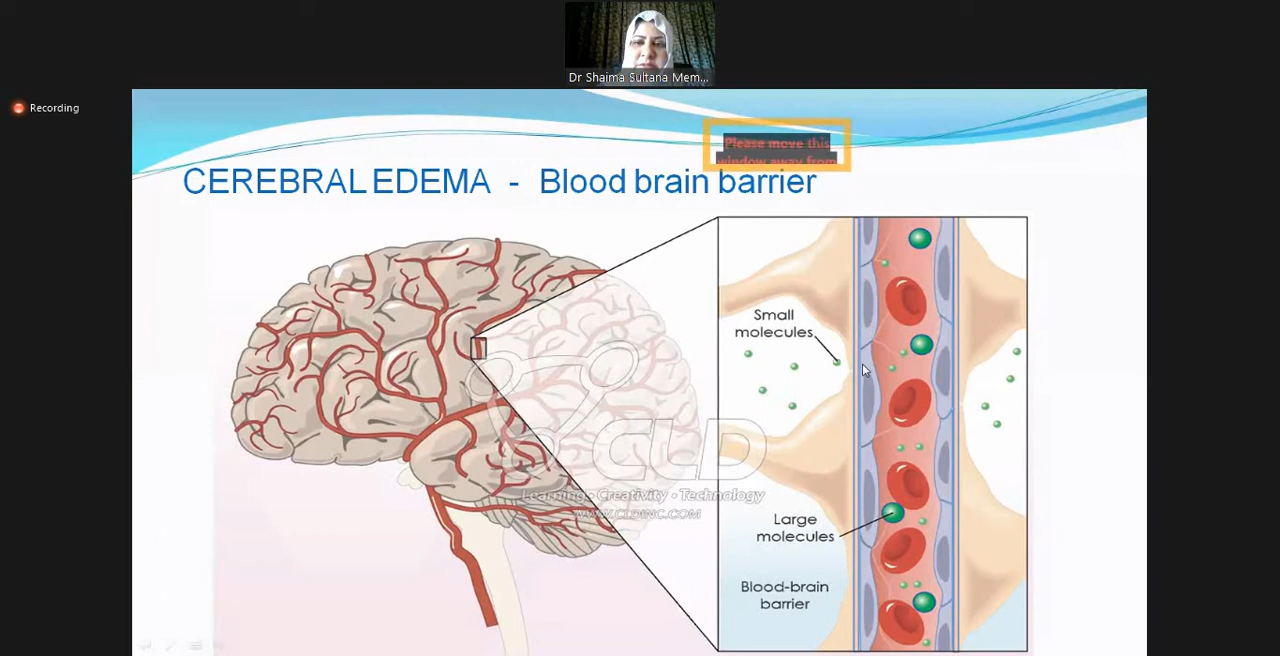 Dr Shaima Sultana Mem...
Recording
Please move this
window away from
CEREBRAL EDEMA - Blood brain barrier
Small
molecules
CLD
Learning • Creativity • Technology
WWW.CLDINC.COM
Large
molecules
Blood-brain
barrier